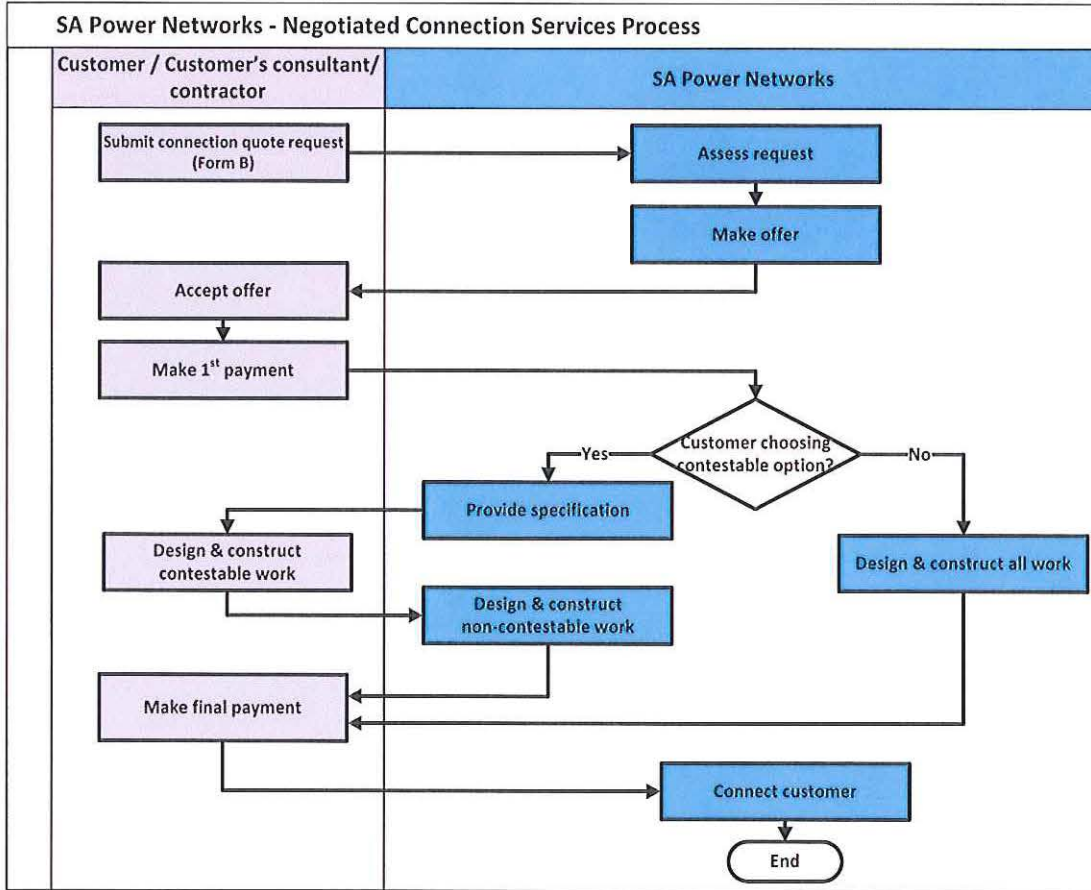 SA Power Networks - Negotiated Connection Services Process
Customer / Customer's consultant/
contractor
SA Power Networks
Submit connection quote request
(Form B)
Assess request
Make offer
Accept offer
Make 1st payment
Customer choosing
contestable option?
Yes
No
Provide specification
Design & construct
contestable work
Design & construct all work
Design & construct
non-contestable work
Make final payment
Connect customer
End